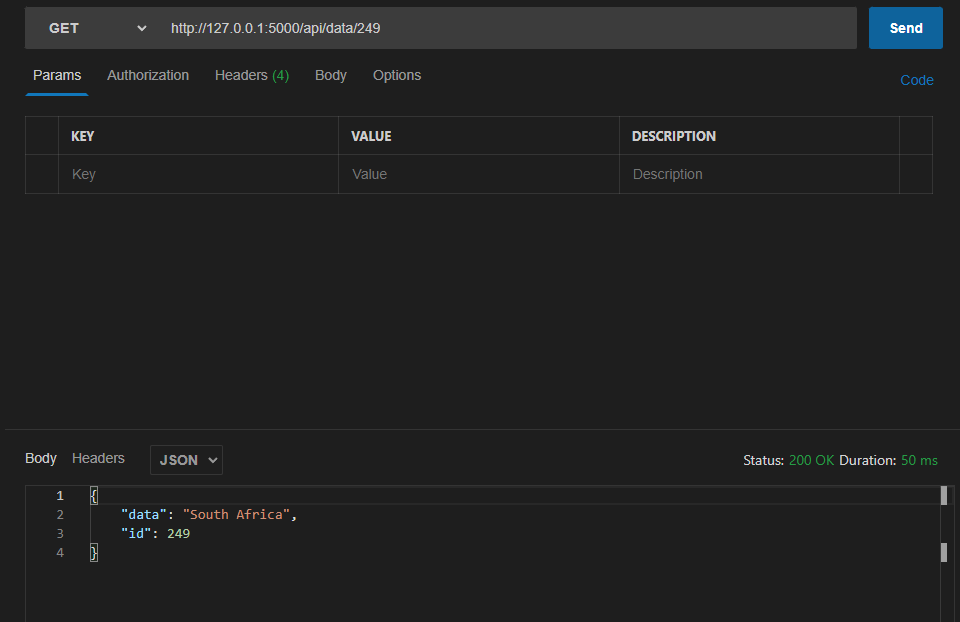 GET http://127.0.0.1:5000/api/data/249 Send
Params Authorization Headers (4) Body Options Code
KEY VALUE DESCRIPTION
Key Value Description
Body Headers JSON Status: 200 OK Duration: 50 ms
1 {
2 "data": "South Africa",
3 "id": 249
4 }